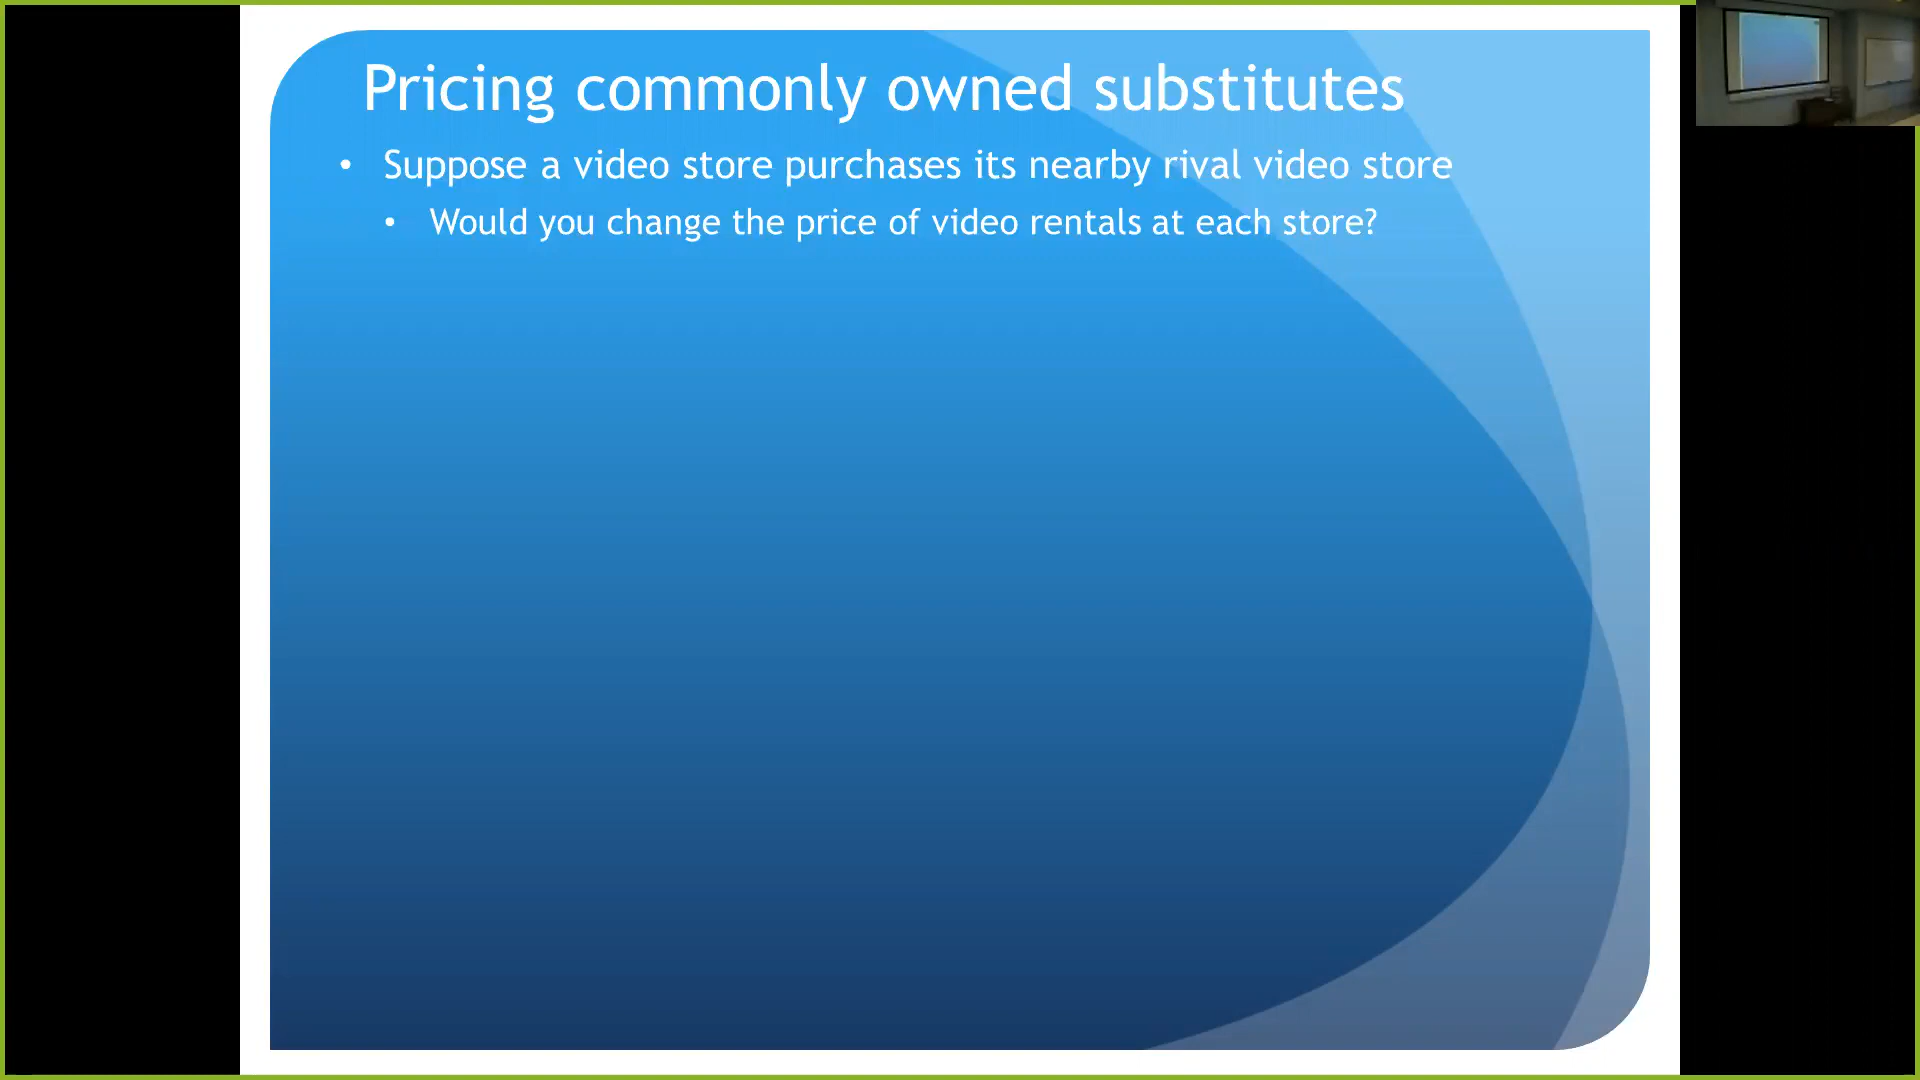 Pricing commonly owned substitutes
• Suppose a video store purchases its nearby rival video store
• Would you change the price of video rentals at each store?